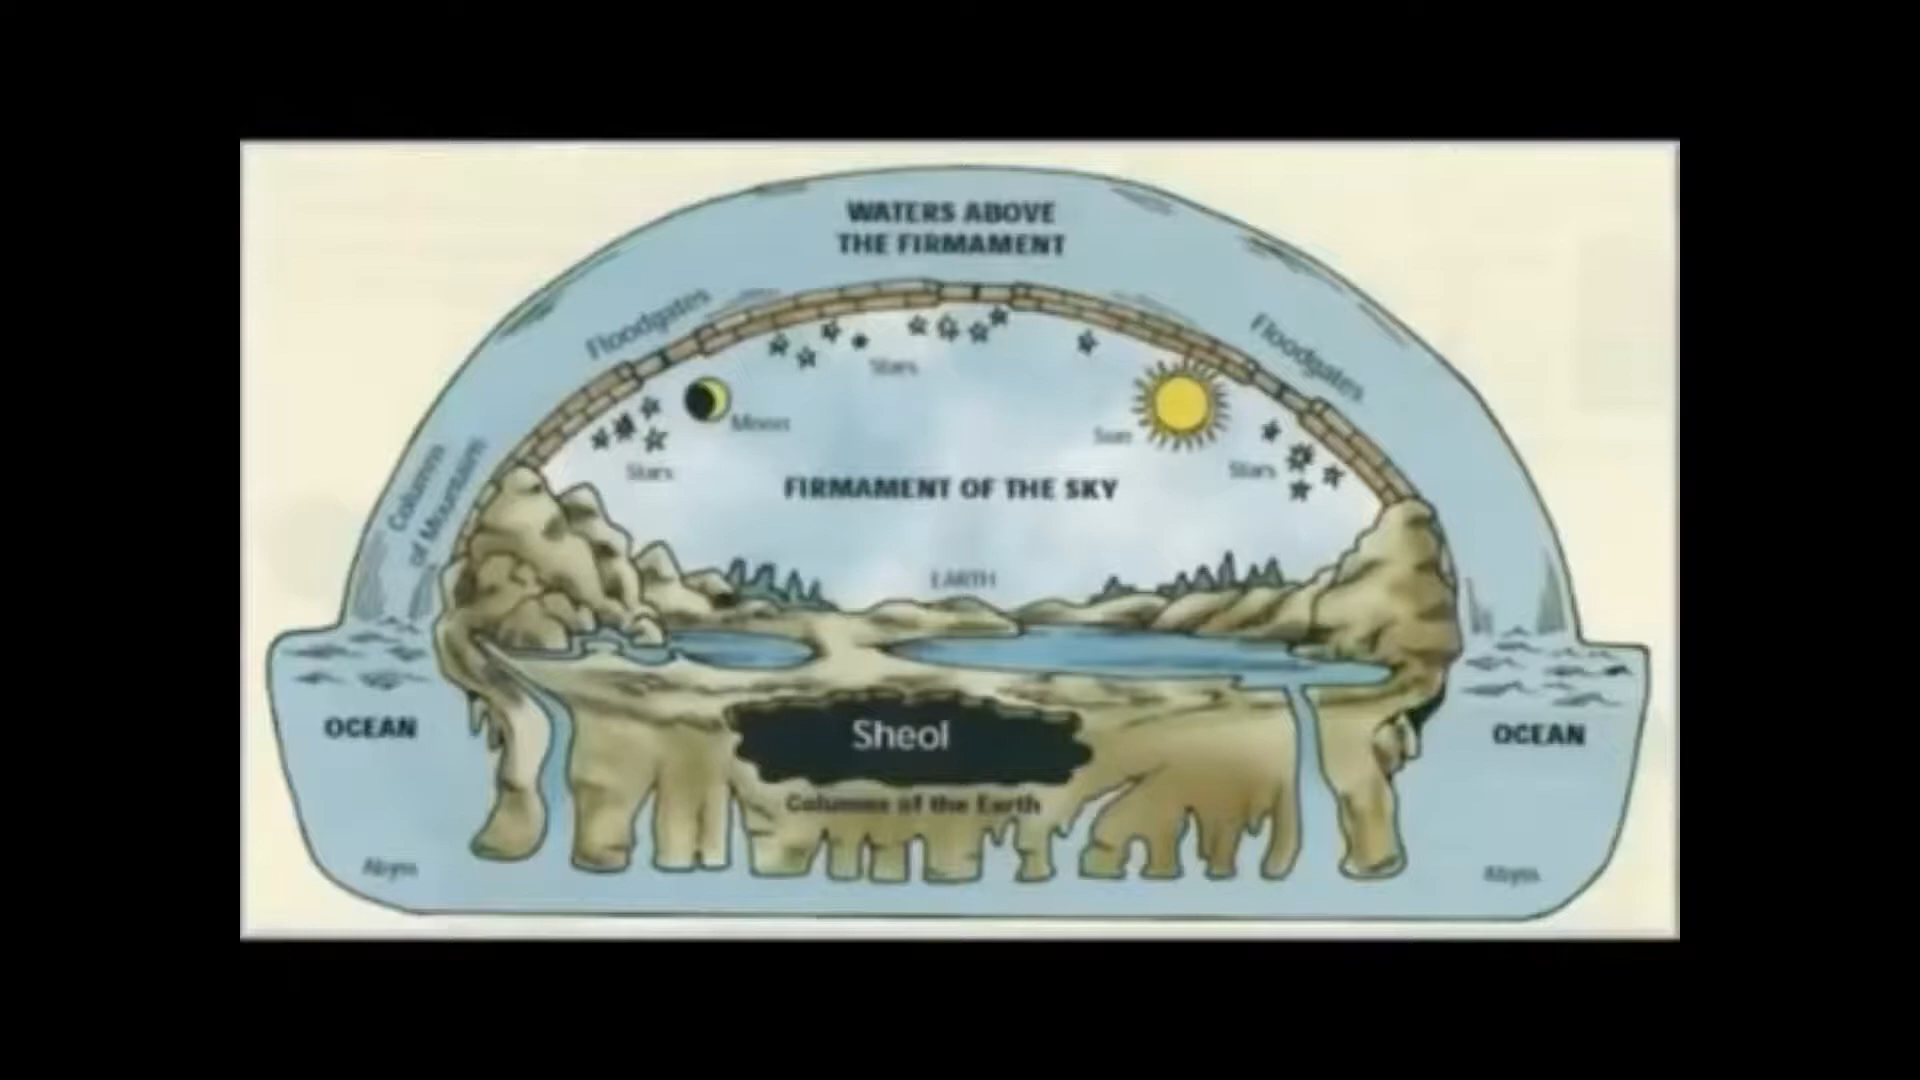 WATERS ABOVE
THE FIRMAMENT
Floodgates
Floodgates
Stars
Moon
Sun
Columns
of Mountains
Stars
Stars
FIRMAMENT OF THE SKY
EARTH
OCEAN
Sheol
OCEAN
Columns of the Earth
Abyss
Abyss